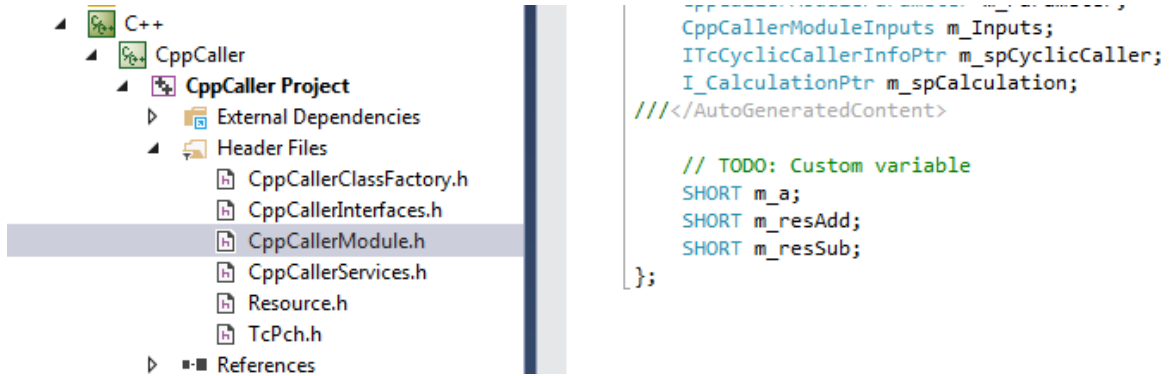 C++
CppCaller
CppCaller Project
External Dependencies
Header Files
CppCallerClassFactory.h
CppCallerInterfaces.h
CppCallerModule.h
CppCallerServices.h
Resource.h
TcPch.h
References
CppCallerModuleInputs m_Inputs;
ITcCyclicCallerInfoPtr m_spCyclicCaller;
I_CalculationPtr m_spCalculation;
///</AutoGeneratedContent>
// TODO: Custom variable
SHORT m_a;
SHORT m_resAdd;
SHORT m_resSub;
};